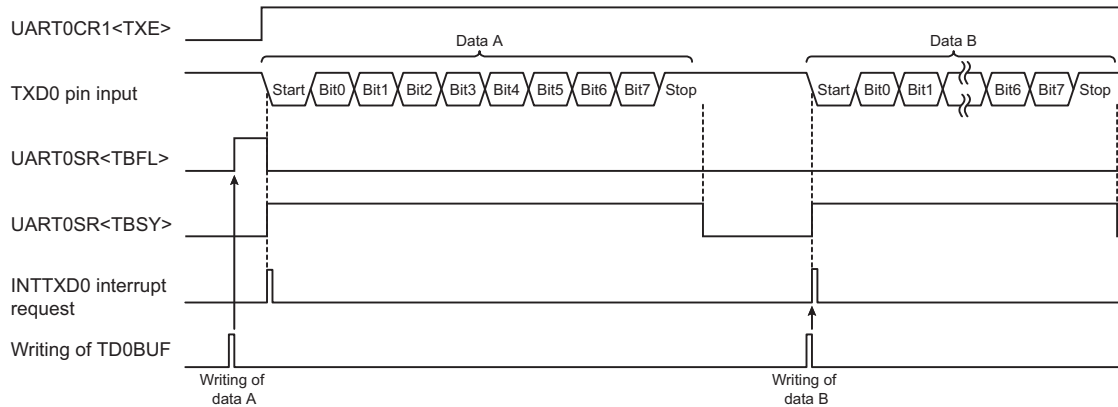 UART0CR1<TXE>
Data A
Data B
TXD0 pin input
Start Bit0 Bit1 Bit2 Bit3 Bit4 Bit5 Bit6 Bit7 Stop
Start Bit0 Bit1 Bit6 Bit7 Stop
UART0SR<TBFL>
UART0SR<TBSY>
INTTXD0 interrupt
request
Writing of TD0BUF
Writing of
data A
Writing of
data B